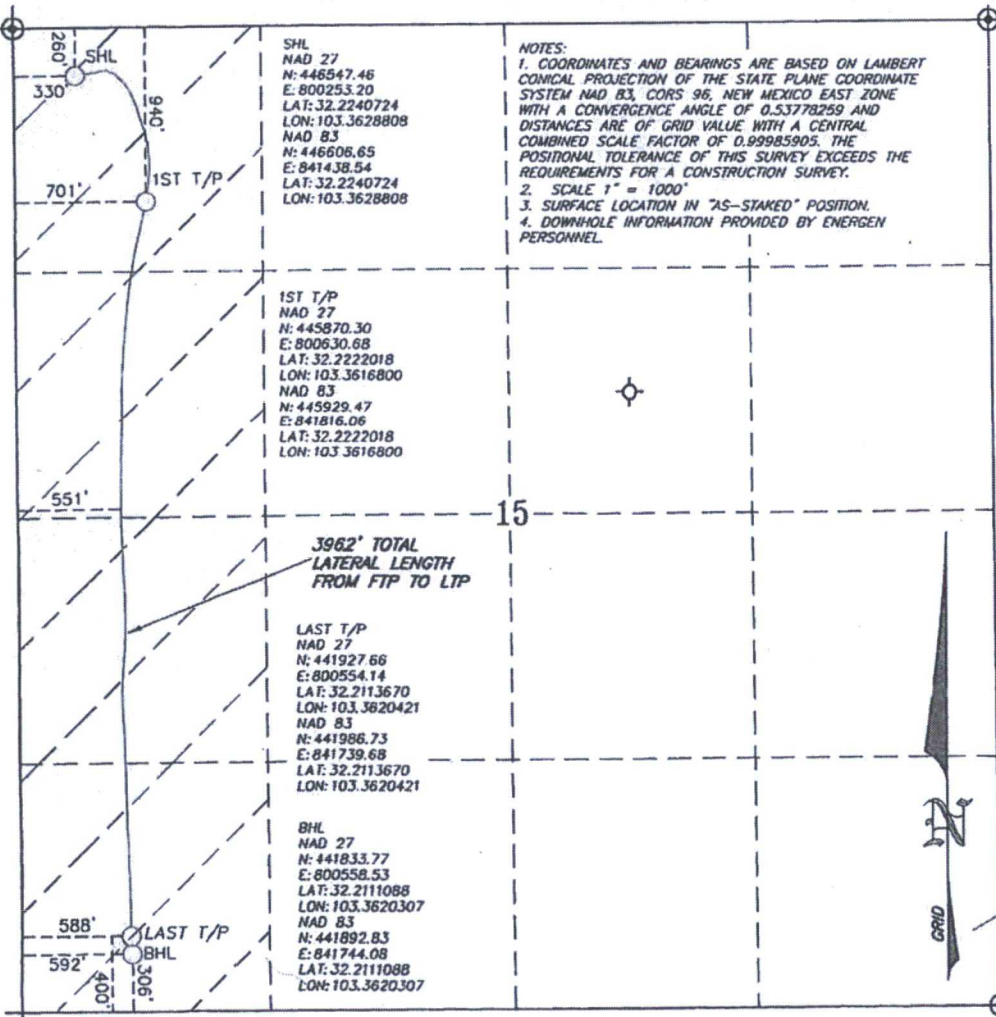 260'
SHL
330'
940'
701'
1ST T/P
551'
SHL
NAD 27
N: 446547.46
E: 800253.20
LAT: 32.2240724
LON: 103.3628808
NAD 83
N: 446606.65
E: 841438.54
LAT: 32.2240724
LON: 103.3628808
NOTES:
1. COORDINATES AND BEARINGS ARE BASED ON LAMBERT
CONICAL PROJECTION OF THE STATE PLANE COORDINATE
SYSTEM NAD 83, CORS 96, NEW MEXICO EAST ZONE
WITH A CONVERGENCE ANGLE OF 0.53778259 AND
DISTANCES ARE OF GRID VALUE WITH A CENTRAL
COMBINED SCALE FACTOR OF 0.99985905. THE
POSITIONAL TOLERANCE OF THIS SURVEY EXCEEDS THE
REQUIREMENTS FOR A CONSTRUCTION SURVEY.
2. SCALE 1" = 1000'
3. SURFACE LOCATION IN "AS-STAKED" POSITION.
4. DOWNHOLE INFORMATION PROVIDED BY ENERGEN
PERSONNEL.
1ST T/P
NAD 27
N: 445870.30
E: 800630.68
LAT: 32.2222018
LON: 103.3616800
NAD 83
N: 445929.47
E: 841816.06
LAT: 32.2222018
LON: 103.3616800
15
3962' TOTAL
LATERAL LENGTH
FROM FTP TO LTP
LAST T/P
NAD 27
N: 441927.66
E: 800554.14
LAT: 32.2113670
LON: 103.3620421
NAD 83
N: 441986.73
E: 841739.68
LAT: 32.2113670
LON: 103.3620421
BHL
NAD 27
N: 441833.77
E: 800558.53
LAT: 32.2111088
LON: 103.3620307
NAD 83
N: 441892.83
E: 841744.08
LAT: 32.2111088
LON: 103.3620307
588'
LAST T/P
592'
BHL
400'
306'
N
GRID